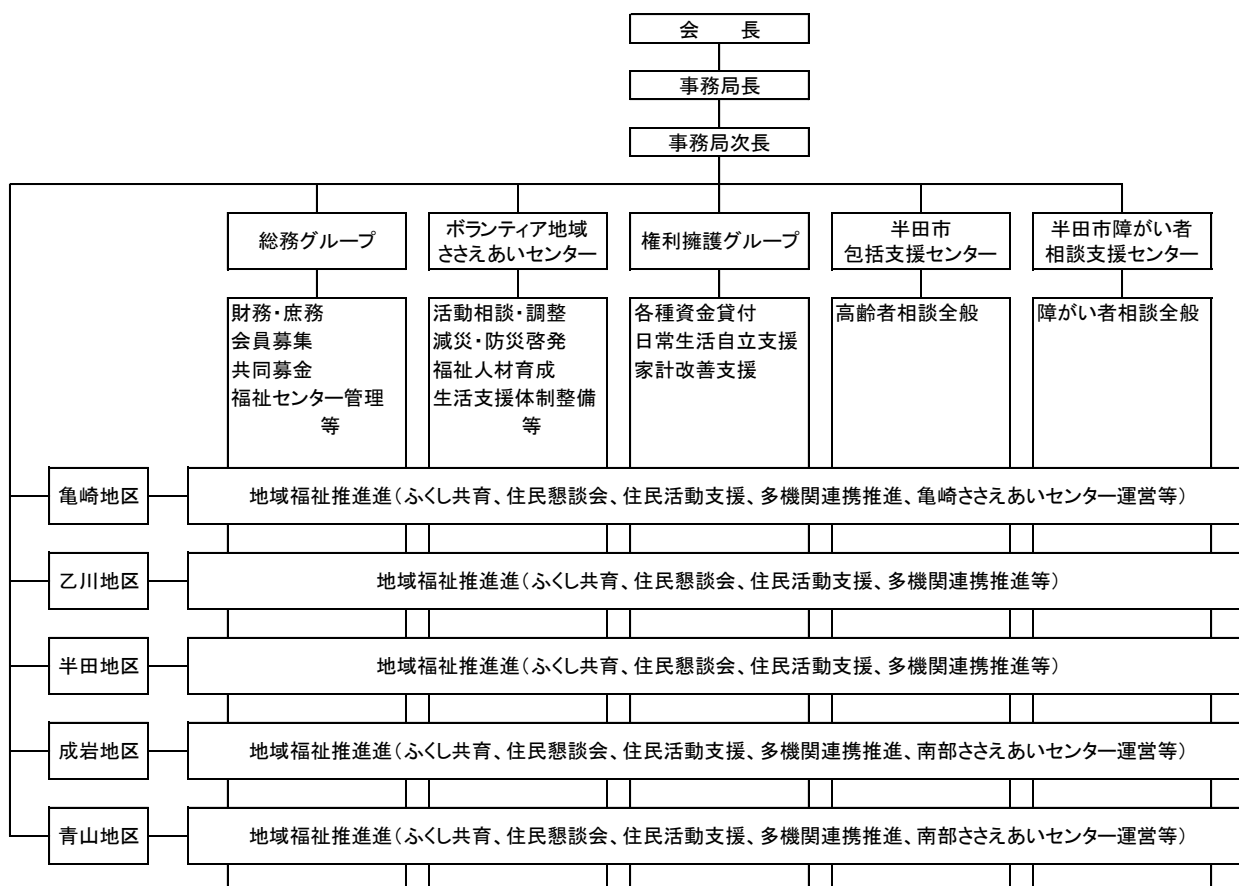 会　長
事務局長
事務局次長
総務グループ
ボランティア地域
ささえあいセンター
権利擁護グループ
半田市
包括支援センター
半田市障がい者
相談支援センター
財務・庶務
会員募集
共同募金
福祉センター管理
等
活動相談・調整
減災・防災啓発
福祉人材育成
生活支援体制整備
等
各種資金貸付
日常生活自立支援
家計改善支援
高齢者相談全般
障がい者相談全般
亀崎地区
地域福祉推進進(ふくし共育、住民懇談会、住民活動支援、多機関連携推進、亀崎ささえあいセンター運営等)
乙川地区
地域福祉推進進(ふくし共育、住民懇談会、住民活動支援、多機関連携推進等)
半田地区
地域福祉推進進(ふくし共育、住民懇談会、住民活動支援、多機関連携推進等)
成岩地区
地域福祉推進進(ふくし共育、住民懇談会、住民活動支援、多機関連携推進、南部ささえあいセンター運営等)
青山地区
地域福祉推進進(ふくし共育、住民懇談会、住民活動支援、多機関連携推進、南部ささえあいセンター運営等)